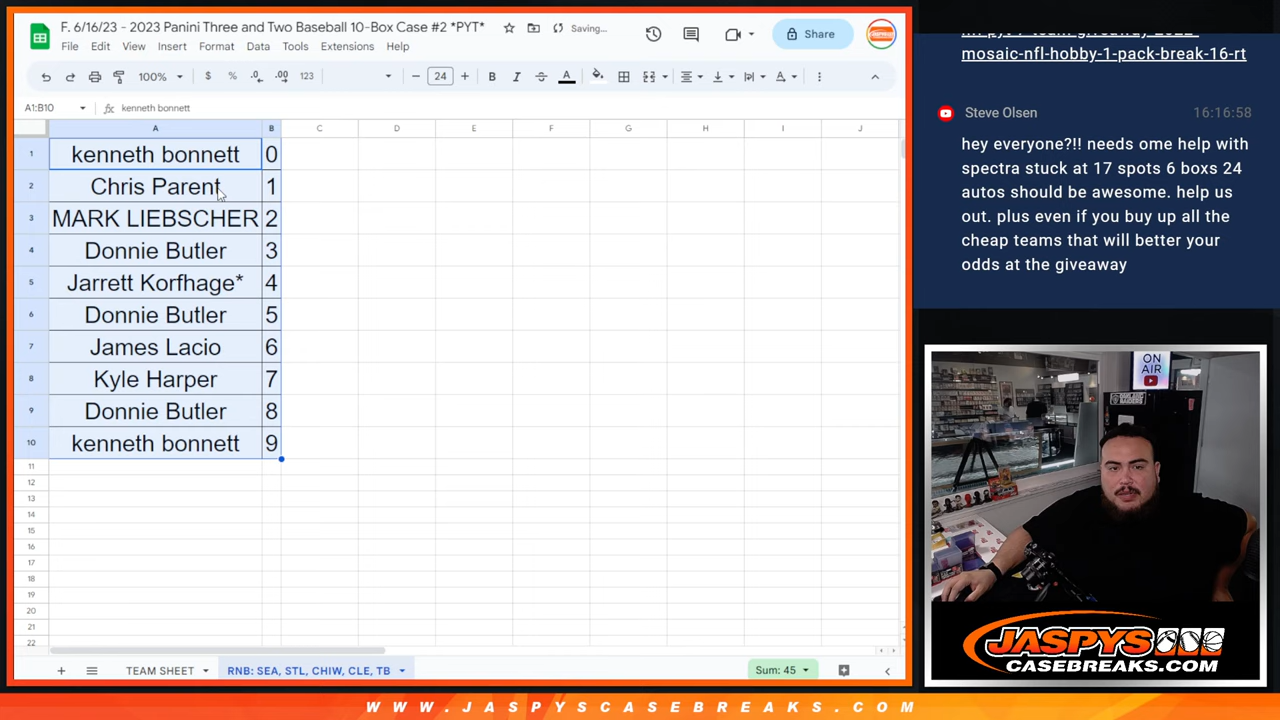 F. 6/16/23 - 2023 Panini Three and Two Baseball 10-Box Case #2 *PYT*
Saving...
File Edit View Insert Format Data Tools Extensions Help
Share
100% $ % .0 .00 123 24 B I A
A1:B10 fx kenneth bonnett
A B C D E F G H I J
1 kenneth bonnett 0
2 Chris Parent 1
3 MARK LIEBSCHER 2
4 Donnie Butler 3
5 Jarrett Korfhage* 4
6 Donnie Butler 5
7 James Lacio 6
8 Kyle Harper 7
9 Donnie Butler 8
10 kenneth bonnett 9
11
12
13
14
15
16
17
18
19
20
21
22
TEAM SHEET
RNB: SEA, STL, CHIW, CLE, TB
Sum: 45
mosaic-nfl-hobby-1-pack-break-16-rt
Steve Olsen 16:16:58
hey everyone?!! needs ome help with
spectra stuck at 17 spots 6 boxs 24
autos should be awesome. help us
out. plus even if you buy up all the
cheap teams that will better your
odds at the giveaway
ON
AIR
JASPYS
CASEBREAKS.COM
WWW.JASPYSCASEBREAKS.COM